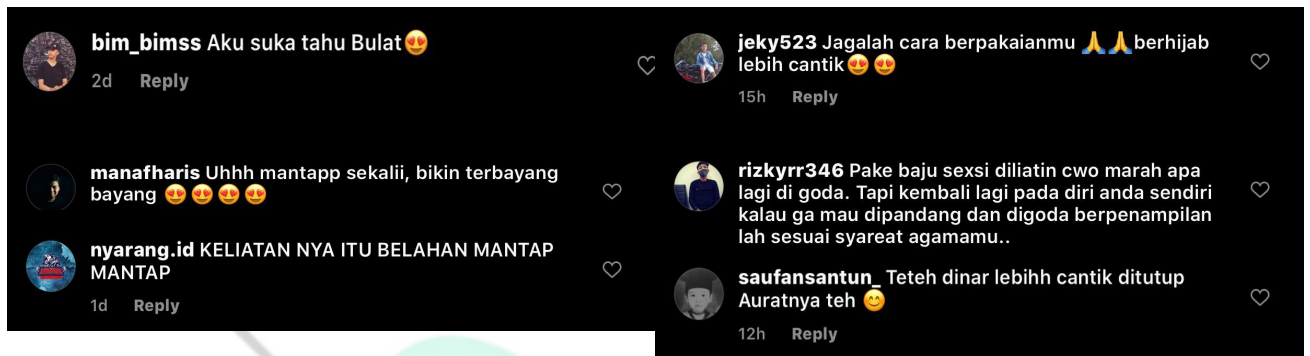 bim_bimss Aku suka tahu Bulat😍
2d Reply
manafharis Uhhh mantapp sekalii, bikin terbayang
bayang 😍😍😍😍
nyarang.id KELIATAN NYA ITU BELAHAN MANTAP
MANTAP
1d Reply
jeky523 Jagalah cara berpakaianmu 🙏🙏berhijab
lebih cantik😍😍
15h Reply
rizkyrr346 Pake baju sexsi diliatin cwo marah apa
lagi di goda. Tapi kembali lagi pada diri anda sendiri
kalau ga mau dipandang dan digoda berpenampilan
lah sesuai syareat agamamu..
saufansantun_ Teteh dinar lebihh cantik ditutup
Auratnya teh 😊
12h Reply